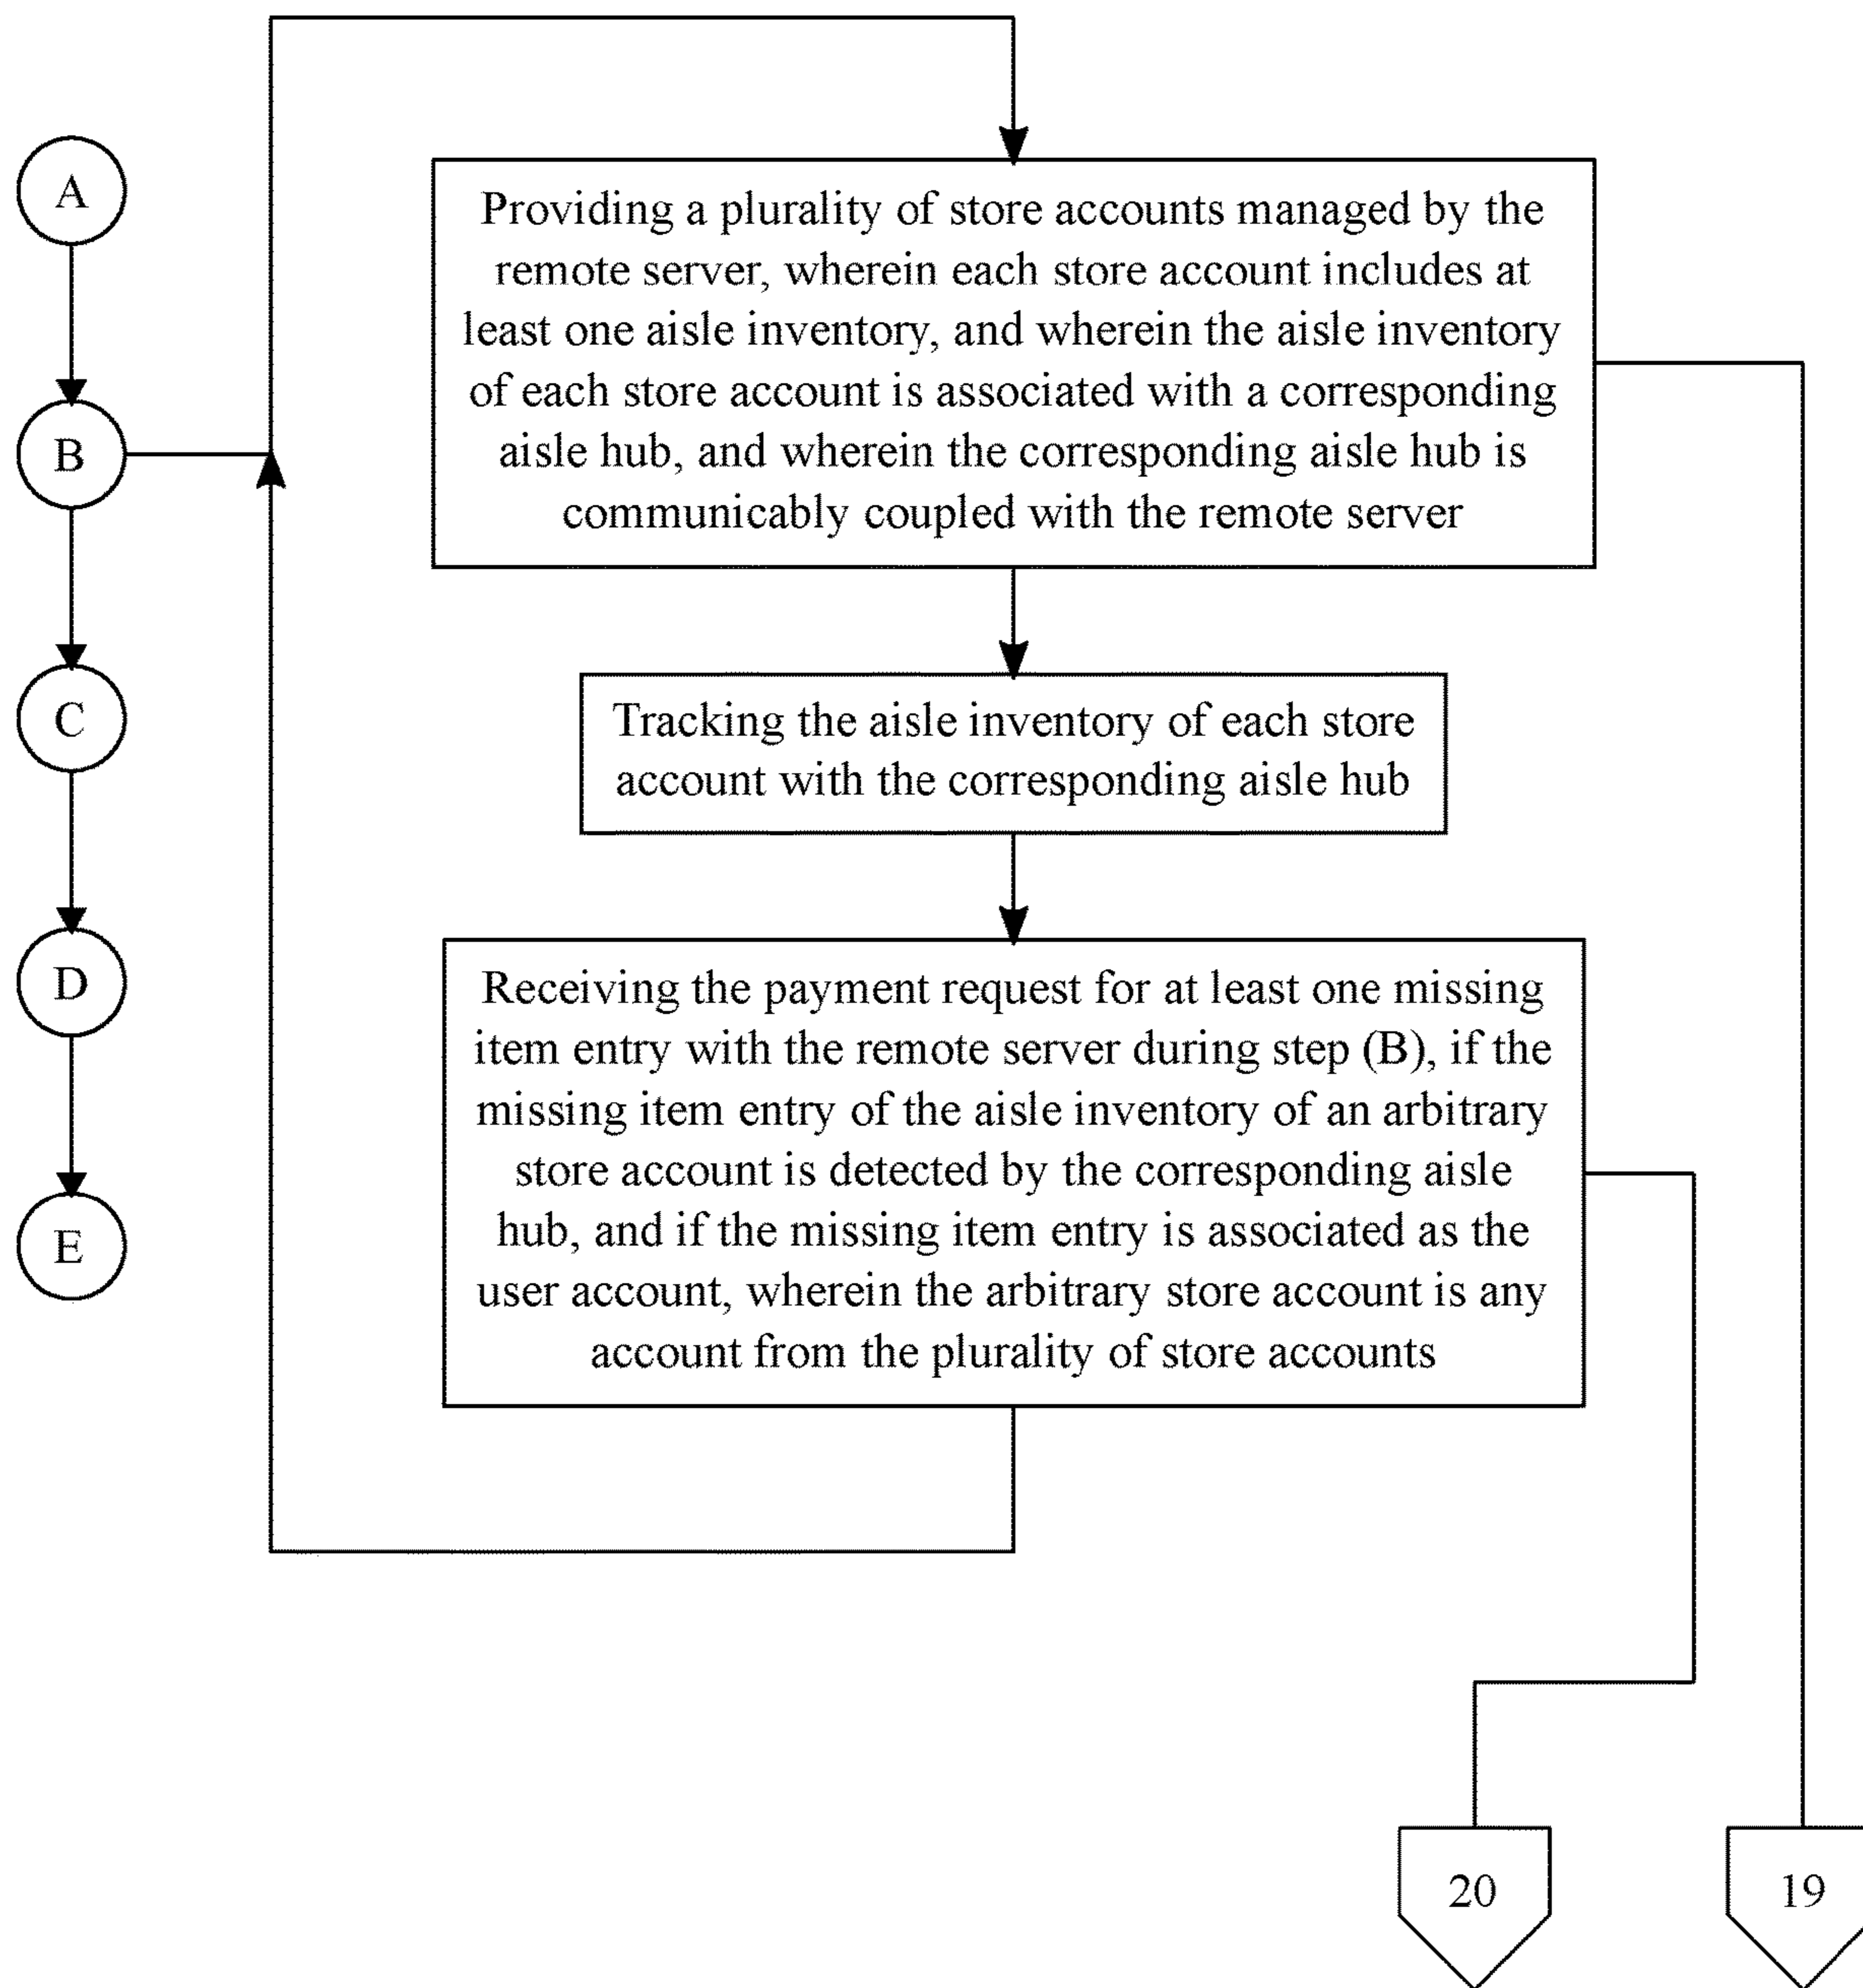 A
B
C
D
E
Providing a plurality of store accounts managed by the
remote server, wherein each store account includes at
least one aisle inventory, and wherein the aisle inventory
of each store account is associated with a corresponding
aisle hub, and wherein the corresponding aisle hub is
communicably coupled with the remote server
Tracking the aisle inventory of each store
account with the corresponding aisle hub
Receiving the payment request for at least one missing
item entry with the remote server during step (B), if the
missing item entry of the aisle inventory of an arbitrary
store account is detected by the corresponding aisle
hub, and if the missing item entry is associated as the
user account, wherein the arbitrary store account is any
account from the plurality of store accounts
20
19